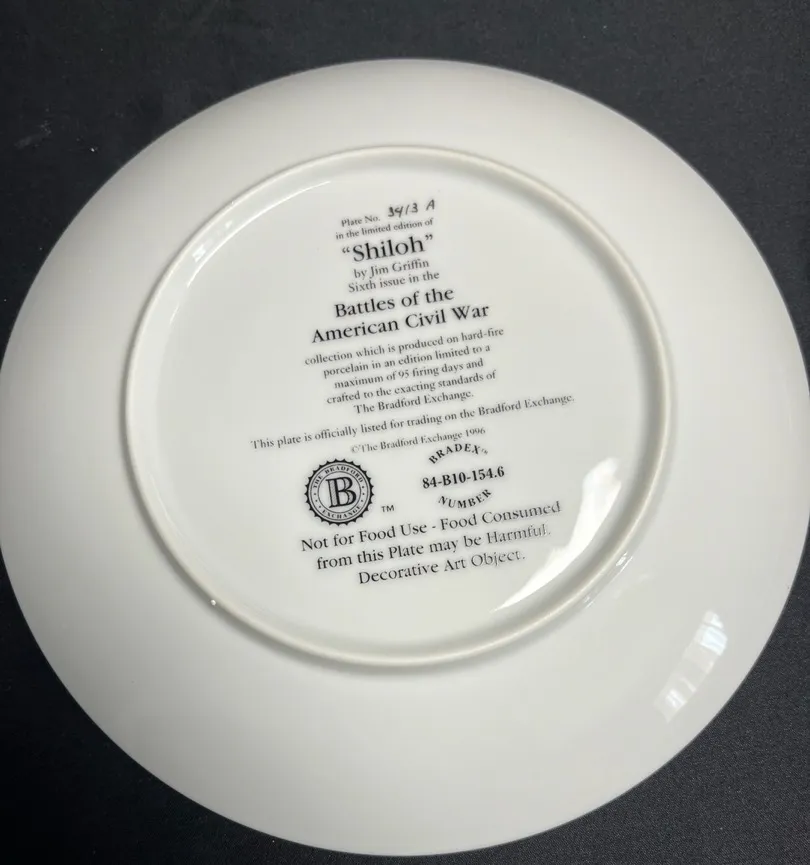 Plate No. 3413 A
in the limited edition of
“Shiloh”
by Jim Griffin
Sixth issue in the
Battles of the
American Civil War
collection which is produced on hard-fire
porcelain in an edition limited to a
maximum of 95 firing days and
crafted to the exacting standards of
The Bradford Exchange.
This plate is officially listed for trading on the Bradford Exchange.
©The Bradford Exchange 1996
THE BRADFORD
B
EXCHANGE
TM
BRADEX™
84-B10-154.6
NUMBER
Not for Food Use - Food Consumed
from this Plate may be Harmful.
Decorative Art Object.